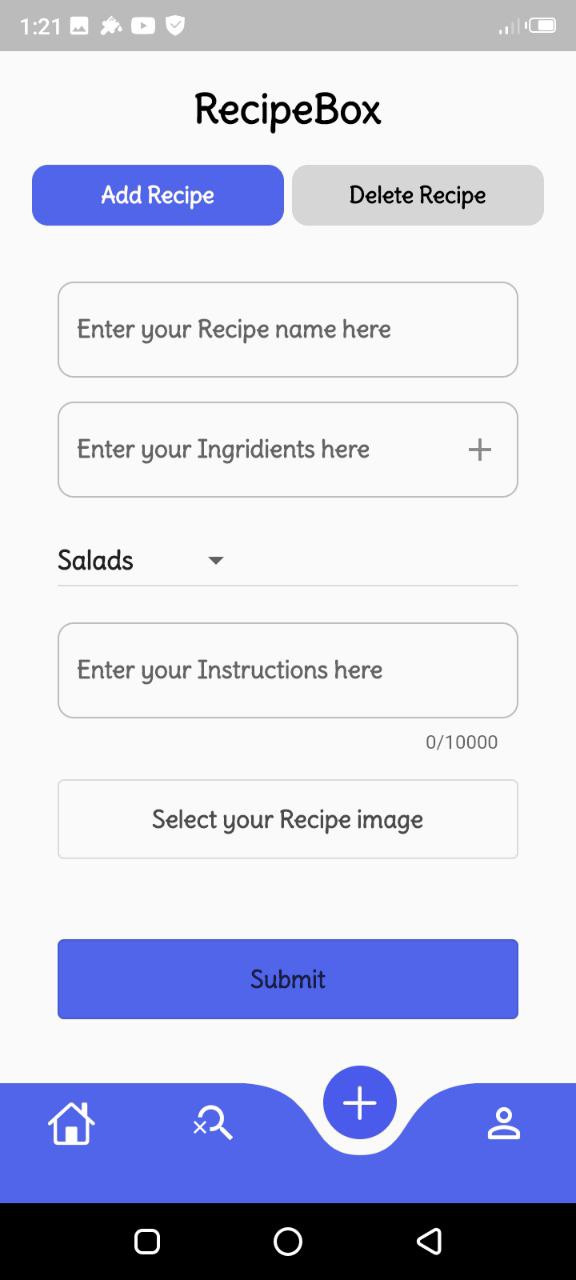 1:21
RecipeBox
Add Recipe
Delete Recipe
Enter your Recipe name here
Enter your Ingridients here
Salads
Enter your Instructions here
0/10000
Select your Recipe image
Submit